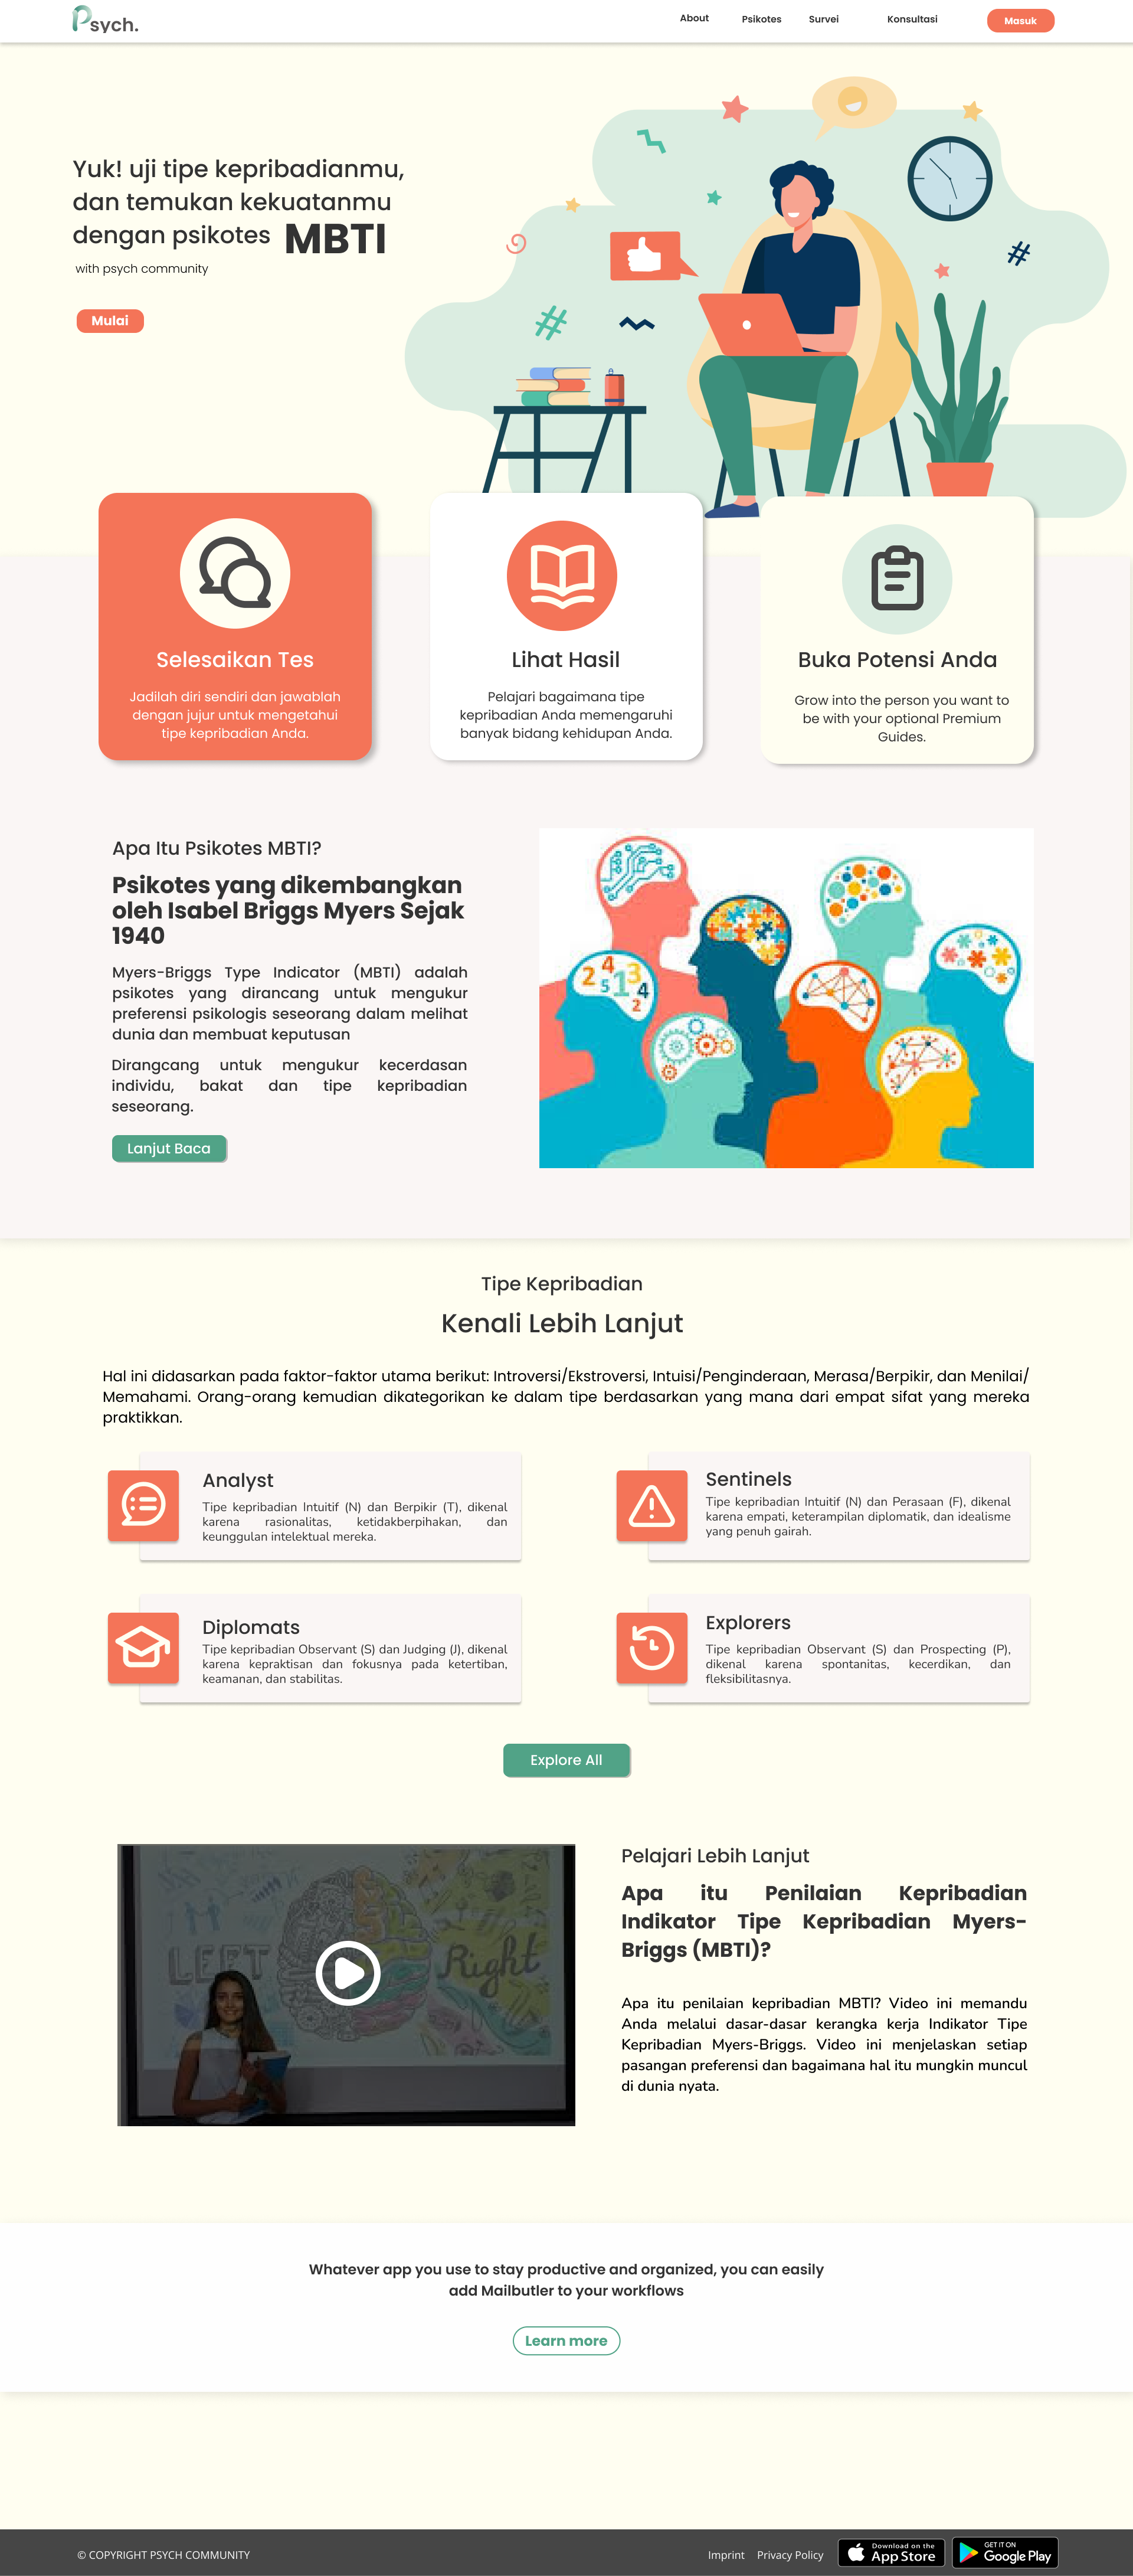 Psych.
About Psikotes Survei Konsultasi Masuk
Yuk! uji tipe kepribadianmu,
dan temukan kekuatanmu
dengan psikotes MBTI
with psych community
Mulai
Selesaikan Tes
Jadilah diri sendiri dan jawablah
dengan jujur untuk mengetahui
tipe kepribadian Anda.
Lihat Hasil
Pelajari bagaimana tipe
kepribadian Anda memengaruhi
banyak bidang kehidupan Anda.
Buka Potensi Anda
Grow into the person you want to
be with your optional Premium
Guides.
Apa Itu Psikotes MBTI?
Psikotes yang dikembangkan
oleh Isabel Briggs Myers Sejak
1940
Myers-Briggs Type Indicator (MBTI) adalah
psikotes yang dirancang untuk mengukur
preferensi psikologis seseorang dalam melihat
dunia dan membuat keputusan
Dirangcang untuk mengukur kecerdasan
individu, bakat dan tipe kepribadian
seseorang.
Lanjut Baca
2 4 1 3
5 4
2
Tipe Kepribadian
Kenali Lebih Lanjut
Hal ini didasarkan pada faktor-faktor utama berikut: Introversi/Ekstroversi, Intuisi/Penginderaan, Merasa/Berpikir, dan Menilai/
Memahami. Orang-orang kemudian dikategorikan ke dalam tipe berdasarkan yang mana dari empat sifat yang mereka
praktikkan.
Analyst
Tipe kepribadian Intuitif (N) dan Berpikir (T), dikenal
karena rasionalitas, ketidakberpihakan, dan
keunggulan intelektual mereka.
Sentinels
Tipe kepribadian Intuitif (N) dan Perasaan (F), dikenal
karena empati, keterampilan diplomatik, dan idealisme
yang penuh gairah.
Diplomats
Tipe kepribadian Observant (S) dan Judging (J), dikenal
karena kepraktisan dan fokusnya pada ketertiban,
keamanan, dan stabilitas.
Explorers
Tipe kepribadian Observant (S) dan Prospecting (P),
dikenal karena spontanitas, kecerdikan, dan
fleksibilitasnya.
Explore All
LEFT Right
Pelajari Lebih Lanjut
Apa itu Penilaian Kepribadian
Indikator Tipe Kepribadian Myers-
Briggs (MBTI)?
Apa itu penilaian kepribadian MBTI? Video ini memandu
Anda melalui dasar-dasar kerangka kerja Indikator Tipe
Kepribadian Myers-Briggs. Video ini menjelaskan setiap
pasangan preferensi dan bagaimana hal itu mungkin muncul
di dunia nyata.
Whatever app you use to stay productive and organized, you can easily
add Mailbutler to your workflows
Learn more
© COPYRIGHT PSYCH COMMUNITY
Imprint Privacy Policy
Download on the
App Store
GET IT ON
Google Play